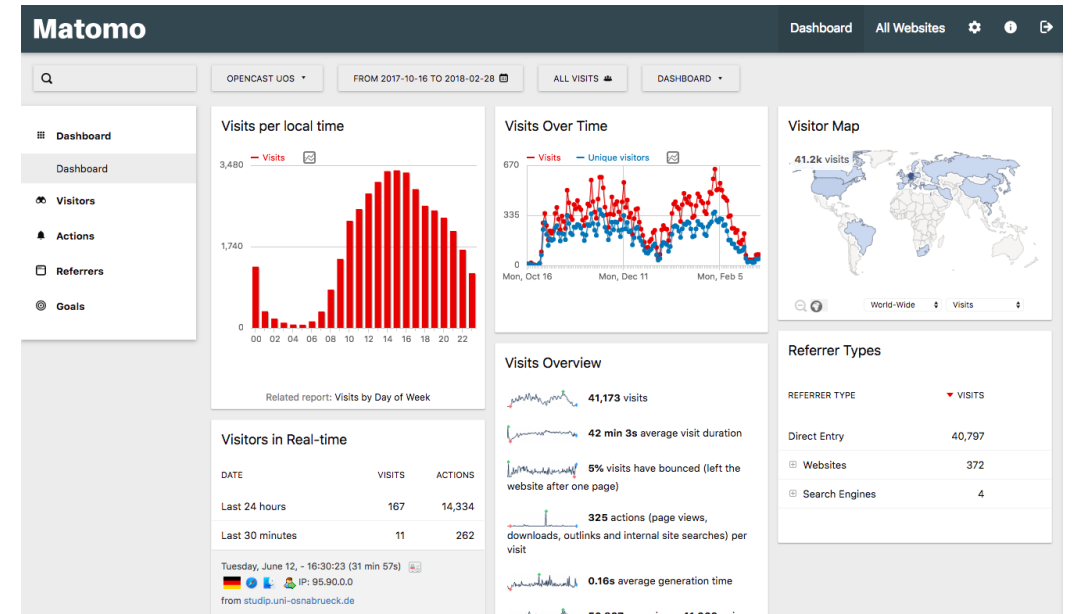 Matomo
Dashboard
All Websites
OPENCAST UOS
FROM 2017-10-16 TO 2018-02-28
ALL VISITS
DASHBOARD
Dashboard
Dashboard
Visitors
Actions
Referrers
Goals
Visits per local time
Visits
3,480
1,740
0
00 02 04 06 08 10 12 14 16 18 20 22
Related report: Visits by Day of Week
Visitors in Real-time
DATE VISITS ACTIONS
Last 24 hours 167 14,334
Last 30 minutes 11 262
Tuesday, June 12, - 16:30:23 (31 min 57s)
IP: 95.90.0.0
from studip.uni-osnabrueck.de
Visits Over Time
Visits Unique visitors
670
335
0
Mon, Oct 16 Mon, Dec 11 Mon, Feb 5
Visits Overview
41,173 visits
42 min 3s average visit duration
5% visits have bounced (left the
website after one page)
325 actions (page views,
downloads, outlinks and internal site searches) per
visit
0.16s average generation time
Visitor Map
41.2k visits
World-Wide Visits
Referrer Types
REFERRER TYPE VISITS
Direct Entry 40,797
Websites 372
Search Engines 4